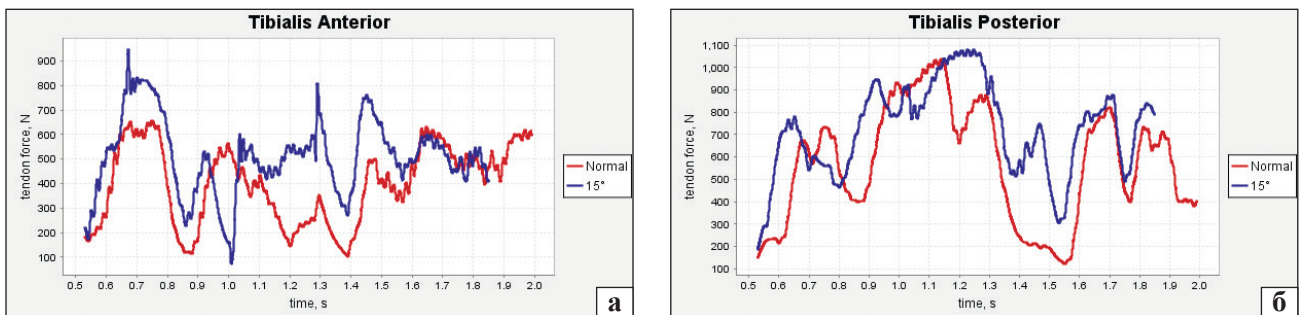 Tibialis Anterior
tendon force, N
900
800
700
600
500
400
300
200
100
0.5 0.6 0.7 0.8 0.9 1.0 1.1 1.2 1.3 1.4 1.5 1.6 1.7 1.8 1.9 2.0
time, s
Normal
15°
а
Tibialis Posterior
tendon force, N
1,100
1,000
900
800
700
600
500
400
300
200
100
0.5 0.6 0.7 0.8 0.9 1.0 1.1 1.2 1.3 1.4 1.5 1.6 1.7 1.8 1.9 2.0
time, s
Normal
15°
б